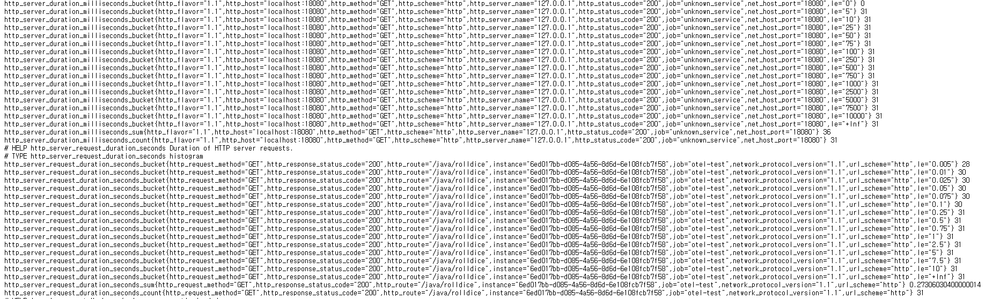 http_server_duration_milliseconds_bucket{http_flavor="1.1",http_host="localhost:18080",http_method="GET",http_scheme="http",http_server_name="127.0.0.1",http_status_code="200",job="unknown_service",net_host_port="18080",le="0"} 0
http_server_duration_milliseconds_bucket{http_flavor="1.1",http_host="localhost:18080",http_method="GET",http_scheme="http",http_server_name="127.0.0.1",http_status_code="200",job="unknown_service",net_host_port="18080",le="5"} 31
http_server_duration_milliseconds_bucket{http_flavor="1.1",http_host="localhost:18080",http_method="GET",http_scheme="http",http_server_name="127.0.0.1",http_status_code="200",job="unknown_service",net_host_port="18080",le="10"} 31
http_server_duration_milliseconds_bucket{http_flavor="1.1",http_host="localhost:18080",http_method="GET",http_scheme="http",http_server_name="127.0.0.1",http_status_code="200",job="unknown_service",net_host_port="18080",le="25"} 31
http_server_duration_milliseconds_bucket{http_flavor="1.1",http_host="localhost:18080",http_method="GET",http_scheme="http",http_server_name="127.0.0.1",http_status_code="200",job="unknown_service",net_host_port="18080",le="50"} 31
http_server_duration_milliseconds_bucket{http_flavor="1.1",http_host="localhost:18080",http_method="GET",http_scheme="http",http_server_name="127.0.0.1",http_status_code="200",job="unknown_service",net_host_port="18080",le="75"} 31
http_server_duration_milliseconds_bucket{http_flavor="1.1",http_host="localhost:18080",http_method="GET",http_scheme="http",http_server_name="127.0.0.1",http_status_code="200",job="unknown_service",net_host_port="18080",le="100"} 31
http_server_duration_milliseconds_bucket{http_flavor="1.1",http_host="localhost:18080",http_method="GET",http_scheme="http",http_server_name="127.0.0.1",http_status_code="200",job="unknown_service",net_host_port="18080",le="250"} 31
http_server_duration_milliseconds_bucket{http_flavor="1.1",http_host="localhost:18080",http_method="GET",http_scheme="http",http_server_name="127.0.0.1",http_status_code="200",job="unknown_service",net_host_port="18080",le="500"} 31
http_server_duration_milliseconds_bucket{http_flavor="1.1",http_host="localhost:18080",http_method="GET",http_scheme="http",http_server_name="127.0.0.1",http_status_code="200",job="unknown_service",net_host_port="18080",le="750"} 31
http_server_duration_milliseconds_bucket{http_flavor="1.1",http_host="localhost:18080",http_method="GET",http_scheme="http",http_server_name="127.0.0.1",http_status_code="200",job="unknown_service",net_host_port="18080",le="1000"} 31
http_server_duration_milliseconds_bucket{http_flavor="1.1",http_host="localhost:18080",http_method="GET",http_scheme="http",http_server_name="127.0.0.1",http_status_code="200",job="unknown_service",net_host_port="18080",le="2500"} 31
http_server_duration_milliseconds_bucket{http_flavor="1.1",http_host="localhost:18080",http_method="GET",http_scheme="http",http_server_name="127.0.0.1",http_status_code="200",job="unknown_service",net_host_port="18080",le="5000"} 31
http_server_duration_milliseconds_bucket{http_flavor="1.1",http_host="localhost:18080",http_method="GET",http_scheme="http",http_server_name="127.0.0.1",http_status_code="200",job="unknown_service",net_host_port="18080",le="7500"} 31
http_server_duration_milliseconds_bucket{http_flavor="1.1",http_host="localhost:18080",http_method="GET",http_scheme="http",http_server_name="127.0.0.1",http_status_code="200",job="unknown_service",net_host_port="18080",le="10000"} 31
http_server_duration_milliseconds_bucket{http_flavor="1.1",http_host="localhost:18080",http_method="GET",http_scheme="http",http_server_name="127.0.0.1",http_status_code="200",job="unknown_service",net_host_port="18080",le="+Inf"} 31
http_server_duration_milliseconds_sum{http_flavor="1.1",http_host="localhost:18080",http_method="GET",http_scheme="http",http_server_name="127.0.0.1",http_status_code="200",job="unknown_service",net_host_port="18080"} 36
http_server_duration_milliseconds_count{http_flavor="1.1",http_host="localhost:18080",http_method="GET",http_scheme="http",http_server_name="127.0.0.1",http_status_code="200",job="unknown_service",net_host_port="18080"} 31
# HELP http_server_request_duration_seconds Duration of HTTP server requests.
# TYPE http_server_request_duration_seconds histogram
http_server_request_duration_seconds_bucket{http_request_method="GET",http_response_status_code="200",http_route="/java/rolldice",instance="6ed017bb-d085-4a56-8d6d-6e108fcb7f58",job="otel-test",network_protocol_version="1.1",url_scheme="http",le="0.005"} 28
http_server_request_duration_seconds_bucket{http_request_method="GET",http_response_status_code="200",http_route="/java/rolldice",instance="6ed017bb-d085-4a56-8d6d-6e108fcb7f58",job="otel-test",network_protocol_version="1.1",url_scheme="http",le="0.01"} 30
http_server_request_duration_seconds_bucket{http_request_method="GET",http_response_status_code="200",http_route="/java/rolldice",instance="6ed017bb-d085-4a56-8d6d-6e108fcb7f58",job="otel-test",network_protocol_version="1.1",url_scheme="http",le="0.025"} 30
http_server_request_duration_seconds_bucket{http_request_method="GET",http_response_status_code="200",http_route="/java/rolldice",instance="6ed017bb-d085-4a56-8d6d-6e108fcb7f58",job="otel-test",network_protocol_version="1.1",url_scheme="http",le="0.05"} 30
http_server_request_duration_seconds_bucket{http_request_method="GET",http_response_status_code="200",http_route="/java/rolldice",instance="6ed017bb-d085-4a56-8d6d-6e108fcb7f58",job="otel-test",network_protocol_version="1.1",url_scheme="http",le="0.075"} 30
http_server_request_duration_seconds_bucket{http_request_method="GET",http_response_status_code="200",http_route="/java/rolldice",instance="6ed017bb-d085-4a56-8d6d-6e108fcb7f58",job="otel-test",network_protocol_version="1.1",url_scheme="http",le="0.1"} 30
http_server_request_duration_seconds_bucket{http_request_method="GET",http_response_status_code="200",http_route="/java/rolldice",instance="6ed017bb-d085-4a56-8d6d-6e108fcb7f58",job="otel-test",network_protocol_version="1.1",url_scheme="http",le="0.25"} 31
http_server_request_duration_seconds_bucket{http_request_method="GET",http_response_status_code="200",http_route="/java/rolldice",instance="6ed017bb-d085-4a56-8d6d-6e108fcb7f58",job="otel-test",network_protocol_version="1.1",url_scheme="http",le="0.5"} 31
http_server_request_duration_seconds_bucket{http_request_method="GET",http_response_status_code="200",http_route="/java/rolldice",instance="6ed017bb-d085-4a56-8d6d-6e108fcb7f58",job="otel-test",network_protocol_version="1.1",url_scheme="http",le="0.75"} 31
http_server_request_duration_seconds_bucket{http_request_method="GET",http_response_status_code="200",http_route="/java/rolldice",instance="6ed017bb-d085-4a56-8d6d-6e108fcb7f58",job="otel-test",network_protocol_version="1.1",url_scheme="http",le="1"} 31
http_server_request_duration_seconds_bucket{http_request_method="GET",http_response_status_code="200",http_route="/java/rolldice",instance="6ed017bb-d085-4a56-8d6d-6e108fcb7f58",job="otel-test",network_protocol_version="1.1",url_scheme="http",le="2.5"} 31
http_server_request_duration_seconds_bucket{http_request_method="GET",http_response_status_code="200",http_route="/java/rolldice",instance="6ed017bb-d085-4a56-8d6d-6e108fcb7f58",job="otel-test",network_protocol_version="1.1",url_scheme="http",le="5"} 31
http_server_request_duration_seconds_bucket{http_request_method="GET",http_response_status_code="200",http_route="/java/rolldice",instance="6ed017bb-d085-4a56-8d6d-6e108fcb7f58",job="otel-test",network_protocol_version="1.1",url_scheme="http",le="7.5"} 31
http_server_request_duration_seconds_bucket{http_request_method="GET",http_response_status_code="200",http_route="/java/rolldice",instance="6ed017bb-d085-4a56-8d6d-6e108fcb7f58",job="otel-test",network_protocol_version="1.1",url_scheme="http",le="10"} 31
http_server_request_duration_seconds_bucket{http_request_method="GET",http_response_status_code="200",http_route="/java/rolldice",instance="6ed017bb-d085-4a56-8d6d-6e108fcb7f58",job="otel-test",network_protocol_version="1.1",url_scheme="http",le="+Inf"} 31
http_server_request_duration_seconds_sum{http_request_method="GET",http_response_status_code="200",http_route="/java/rolldice",instance="6ed017bb-d085-4a56-8d6d-6e108fcb7f58",job="otel-test",network_protocol_version="1.1",url_scheme="http"} 0.27306030400000014
http_server_request_duration_seconds_count{http_request_method="GET",http_response_status_code="200",http_route="/java/rolldice",instance="6ed017bb-d085-4a56-8d6d-6e108fcb7f58",job="otel-test",network_protocol_version="1.1",url_scheme="http"} 31